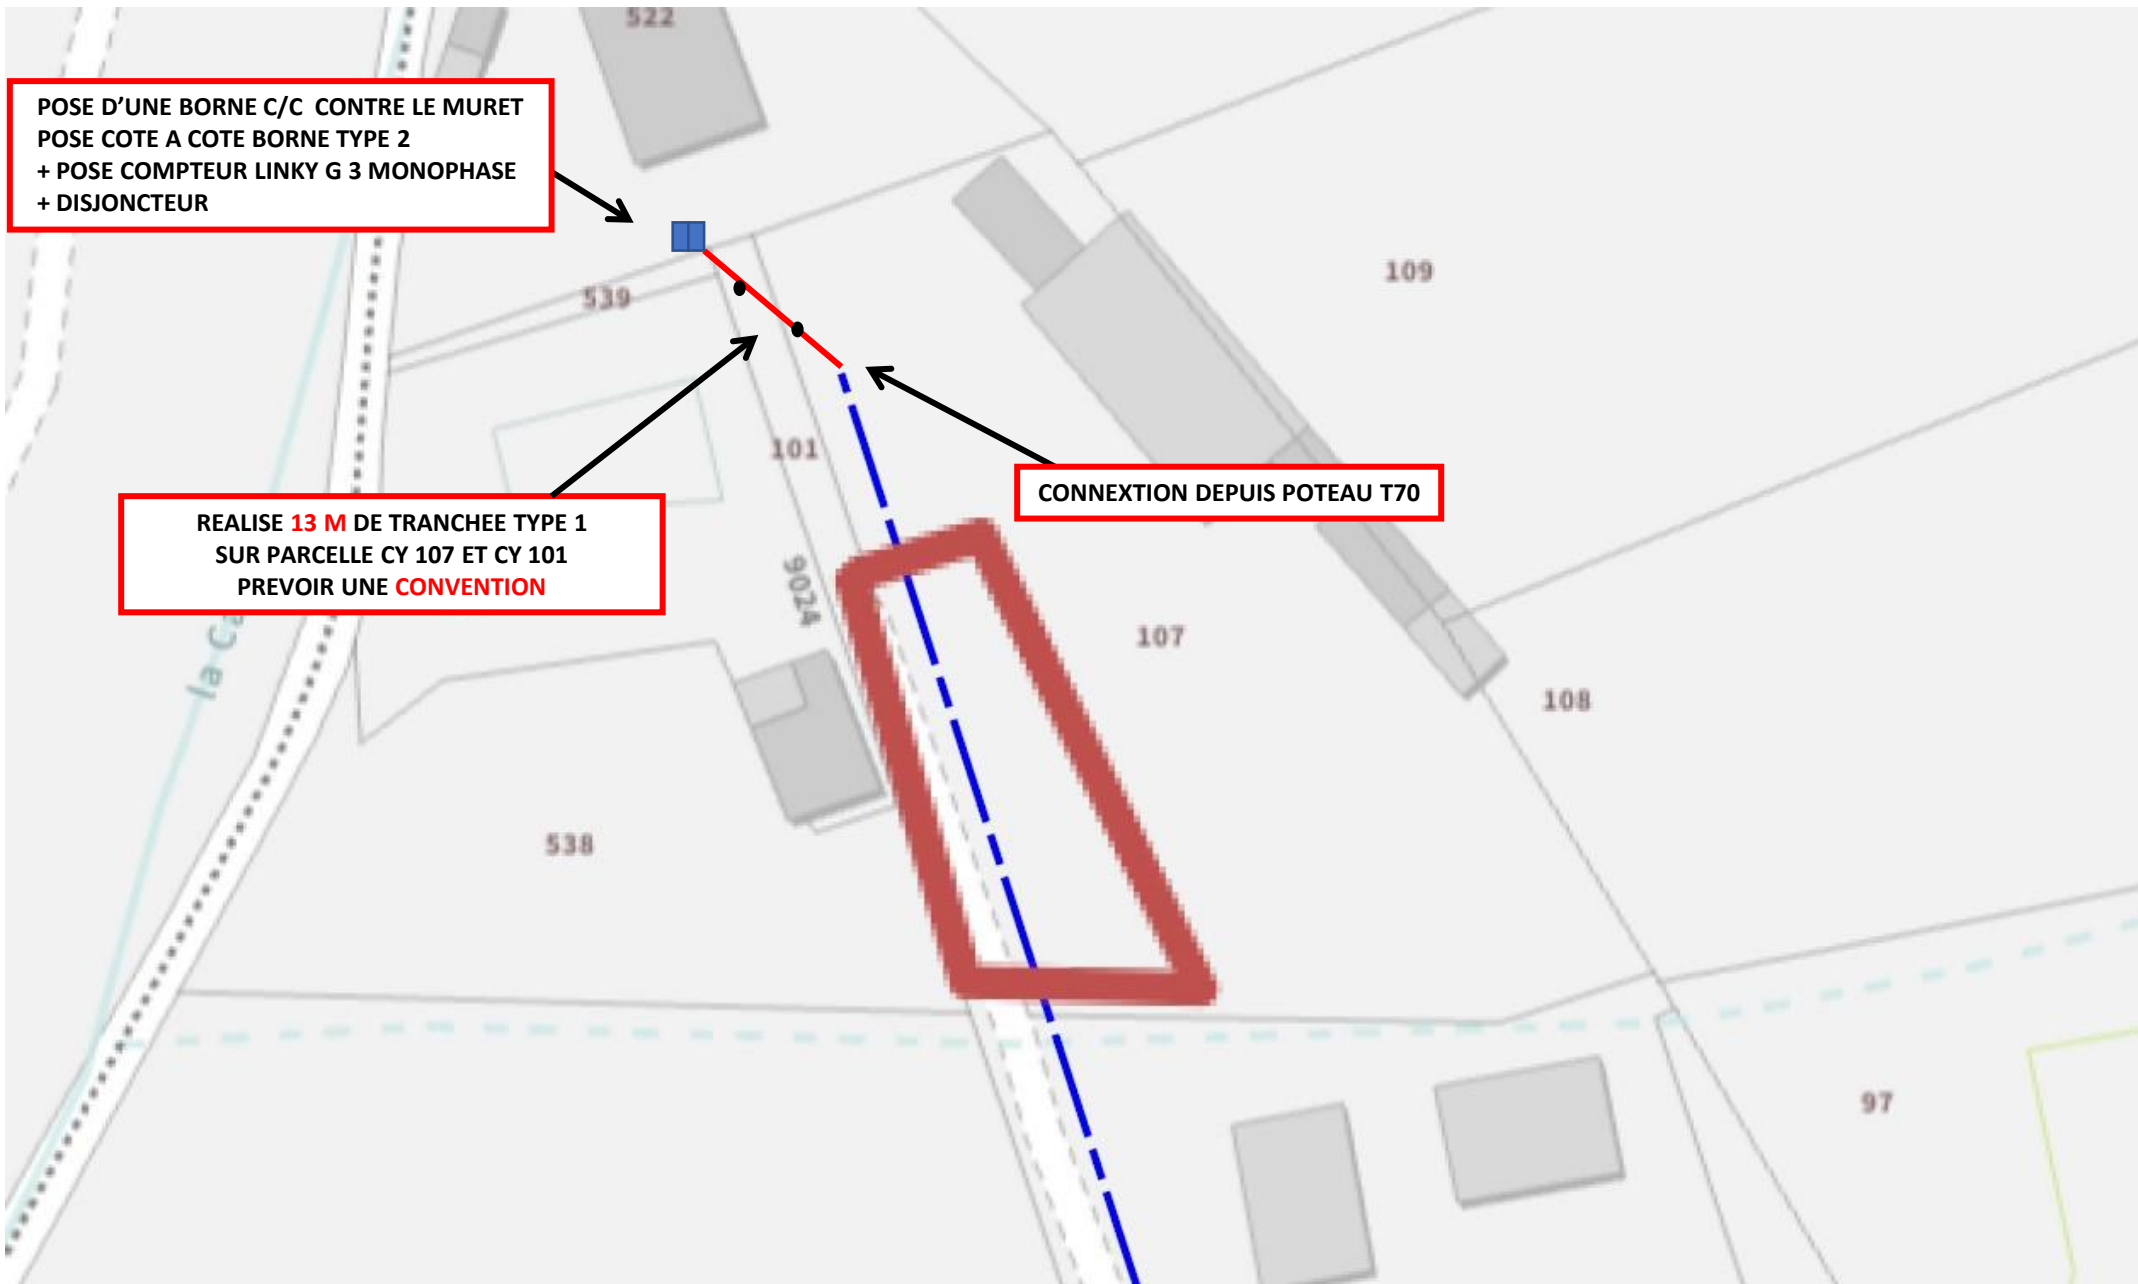 522
POSE D'UNE BORNE C/C CONTRE LE MURET
POSE COTE A COTE BORNE TYPE 2
+ POSE COMPTEUR LINKY G 3 MONOPHASE
+ DISJONCTEUR
539
109
101
CONNEXTION DEPUIS POTEAU T70
REALISE 13 M DE TRANCHEE TYPE 1
SUR PARCELLE CY 107 ET CY 101
PREVOIR UNE CONVENTION
9024
la
107
108
538
97